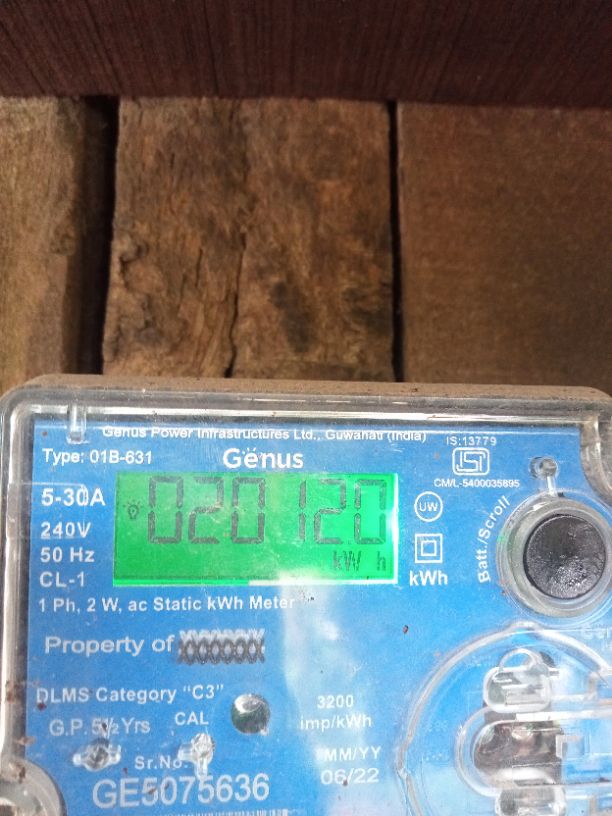 Genus Power Infrastructures Ltd., Guwahati (India)
Type: 01B-631
Genus
IS:13779
ISI
CM/L-5400035895
5-30A
020120
kW h
UW
240V
50 Hz
CL-1
kWh
Batt./Scroll
1 Ph, 2 W, ac Static kWh Meter
Property of
DLMS Category "C3"
3200
imp/kWh
G.P. 5½ Yrs
CAL
Sr.No.
MM/YY
06/22
GE5075636